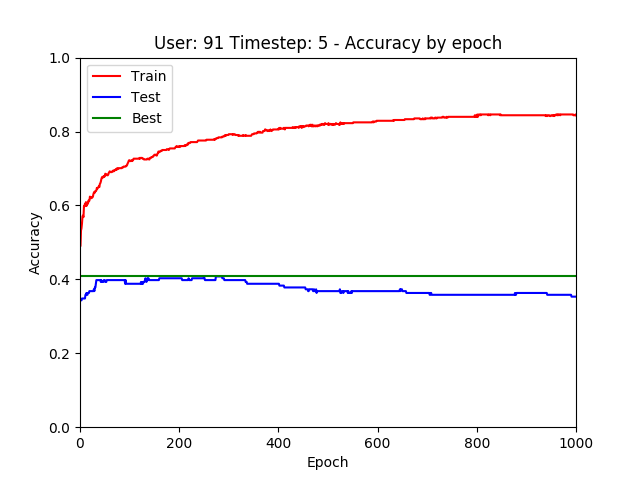 User: 91 Timestep: 5 - Accuracy by epoch
Train
Test
Best
Accuracy
1.0
0.8
0.6
0.4
0.2
0.0
0 200 400 600 800 1000
Epoch